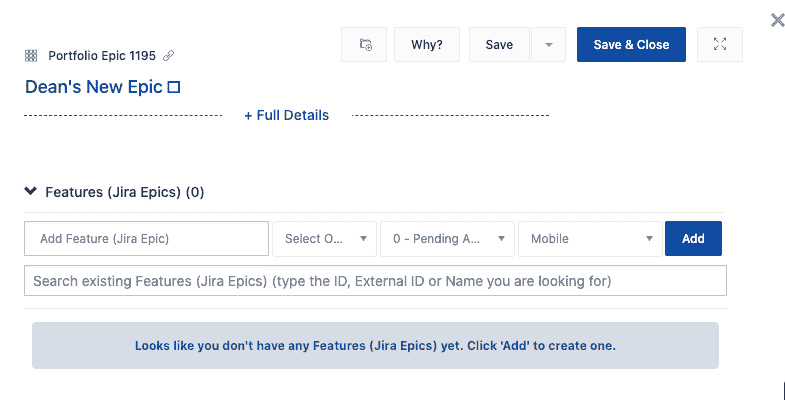 Portfolio Epic 1195
Why?
Save
Save & Close
Dean's New Epic
+ Full Details
Features (Jira Epics) (0)
Add Feature (Jira Epic)
Select O...
0 - Pending A...
Mobile
Add
Search existing Features (Jira Epics) (type the ID, External ID or Name you are looking for)
Looks like you don't have any Features (Jira Epics) yet. Click 'Add' to create one.